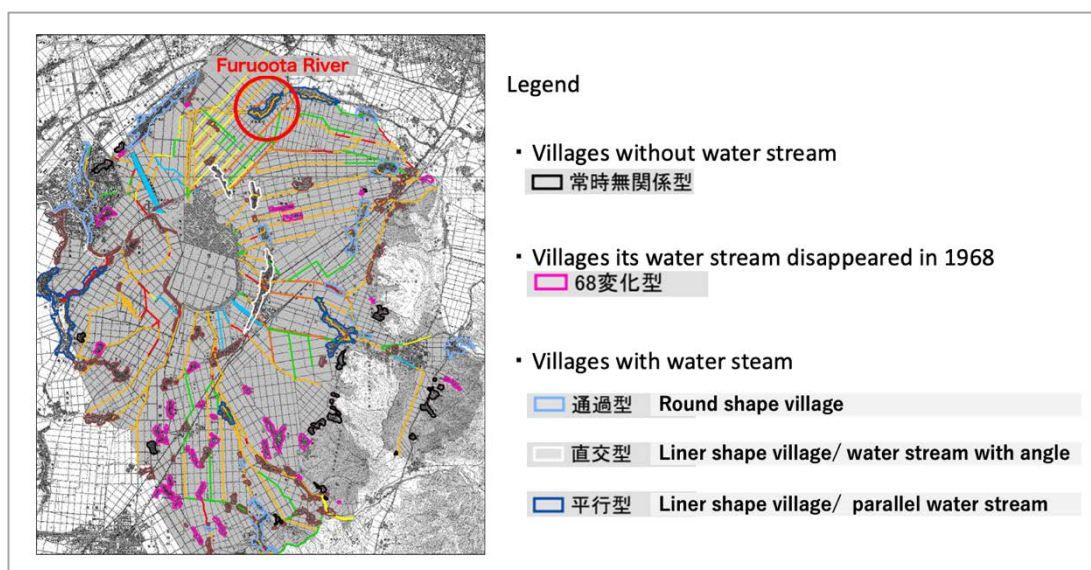 Furuoota River
Legend
・Villages without water stream
常時無関係型
・Villages its water stream disappeared in 1968
68変化型
・Villages with water steam
通過型 Round shape village
直交型 Liner shape village/ water stream with angle
平行型 Liner shape village/ parallel water stream